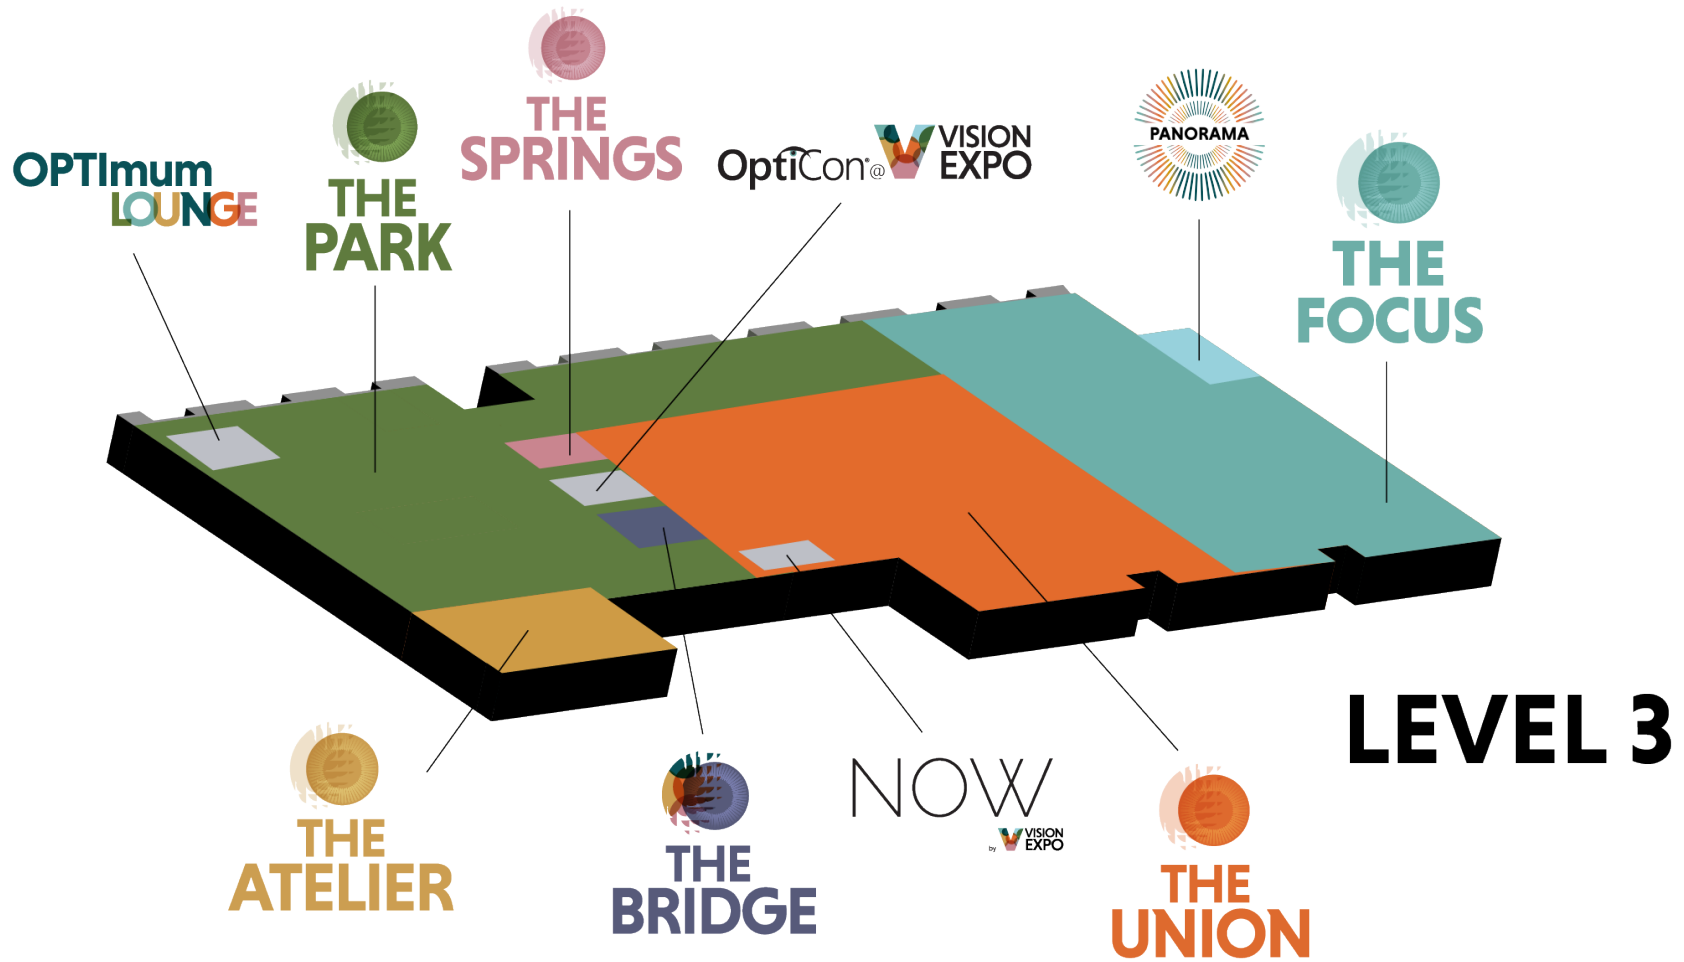 THE
SPRINGS
OPTImum
LOUNGE
THE
PARK
OptiCon®@
VISION
EXPO
PANORAMA
THE
FOCUS
LEVEL 3
THE
ATELIER
THE
BRIDGE
NOW
by VISION
EXPO
THE
UNION